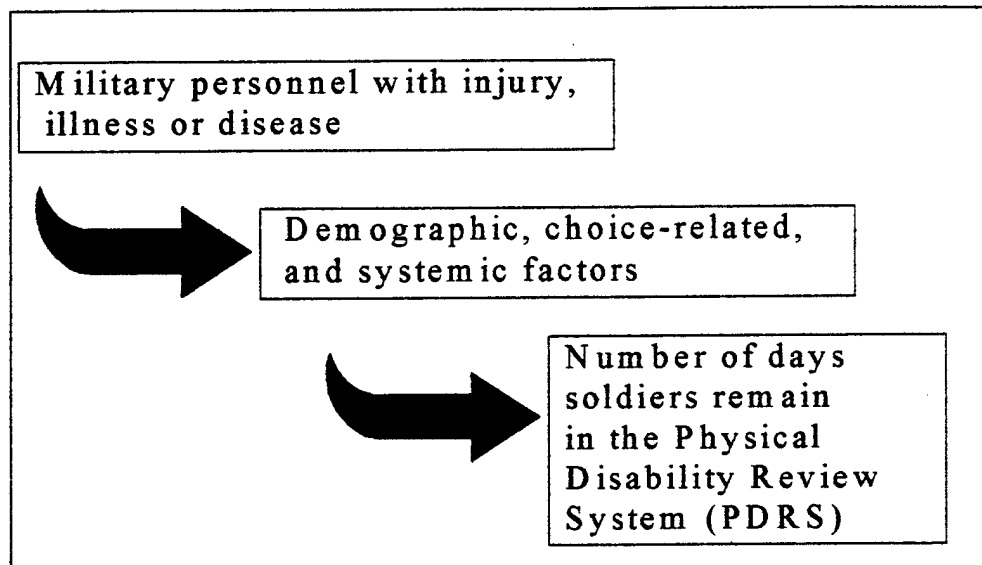 Military personnel with injury,
illness or disease
Demographic, choice-related,
and systemic factors
Number of days
soldiers remain
in the Physical
Disability Review
System (PDRS)